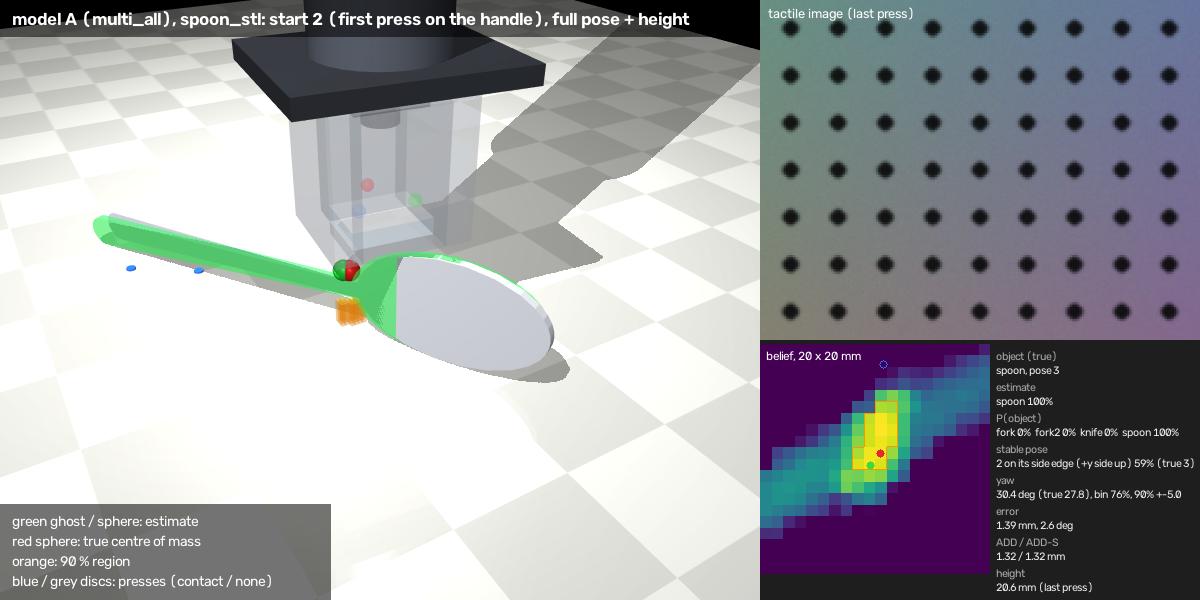 model A (multi_all), spoon_stl: start 2 (first press on the handle), full pose + height
tactile image (last press)
belief, 20 x 20 mm
object (true)
spoon, pose 3
estimate
spoon 100%
P(object)
fork 0% fork2 0% knife 0% spoon 100%
stable pose
2 on its side edge (+y side up) 59% (true 3)
yaw
30.4 deg (true 27.8), bin 76%, 90% +-5.0
error
1.39 mm, 2.6 deg
ADD / ADD-S
1.32 / 1.32 mm
height
20.6 mm (last press)
green ghost / sphere: estimate
red sphere: true centre of mass
orange: 90 % region
blue / grey discs: presses (contact / none)